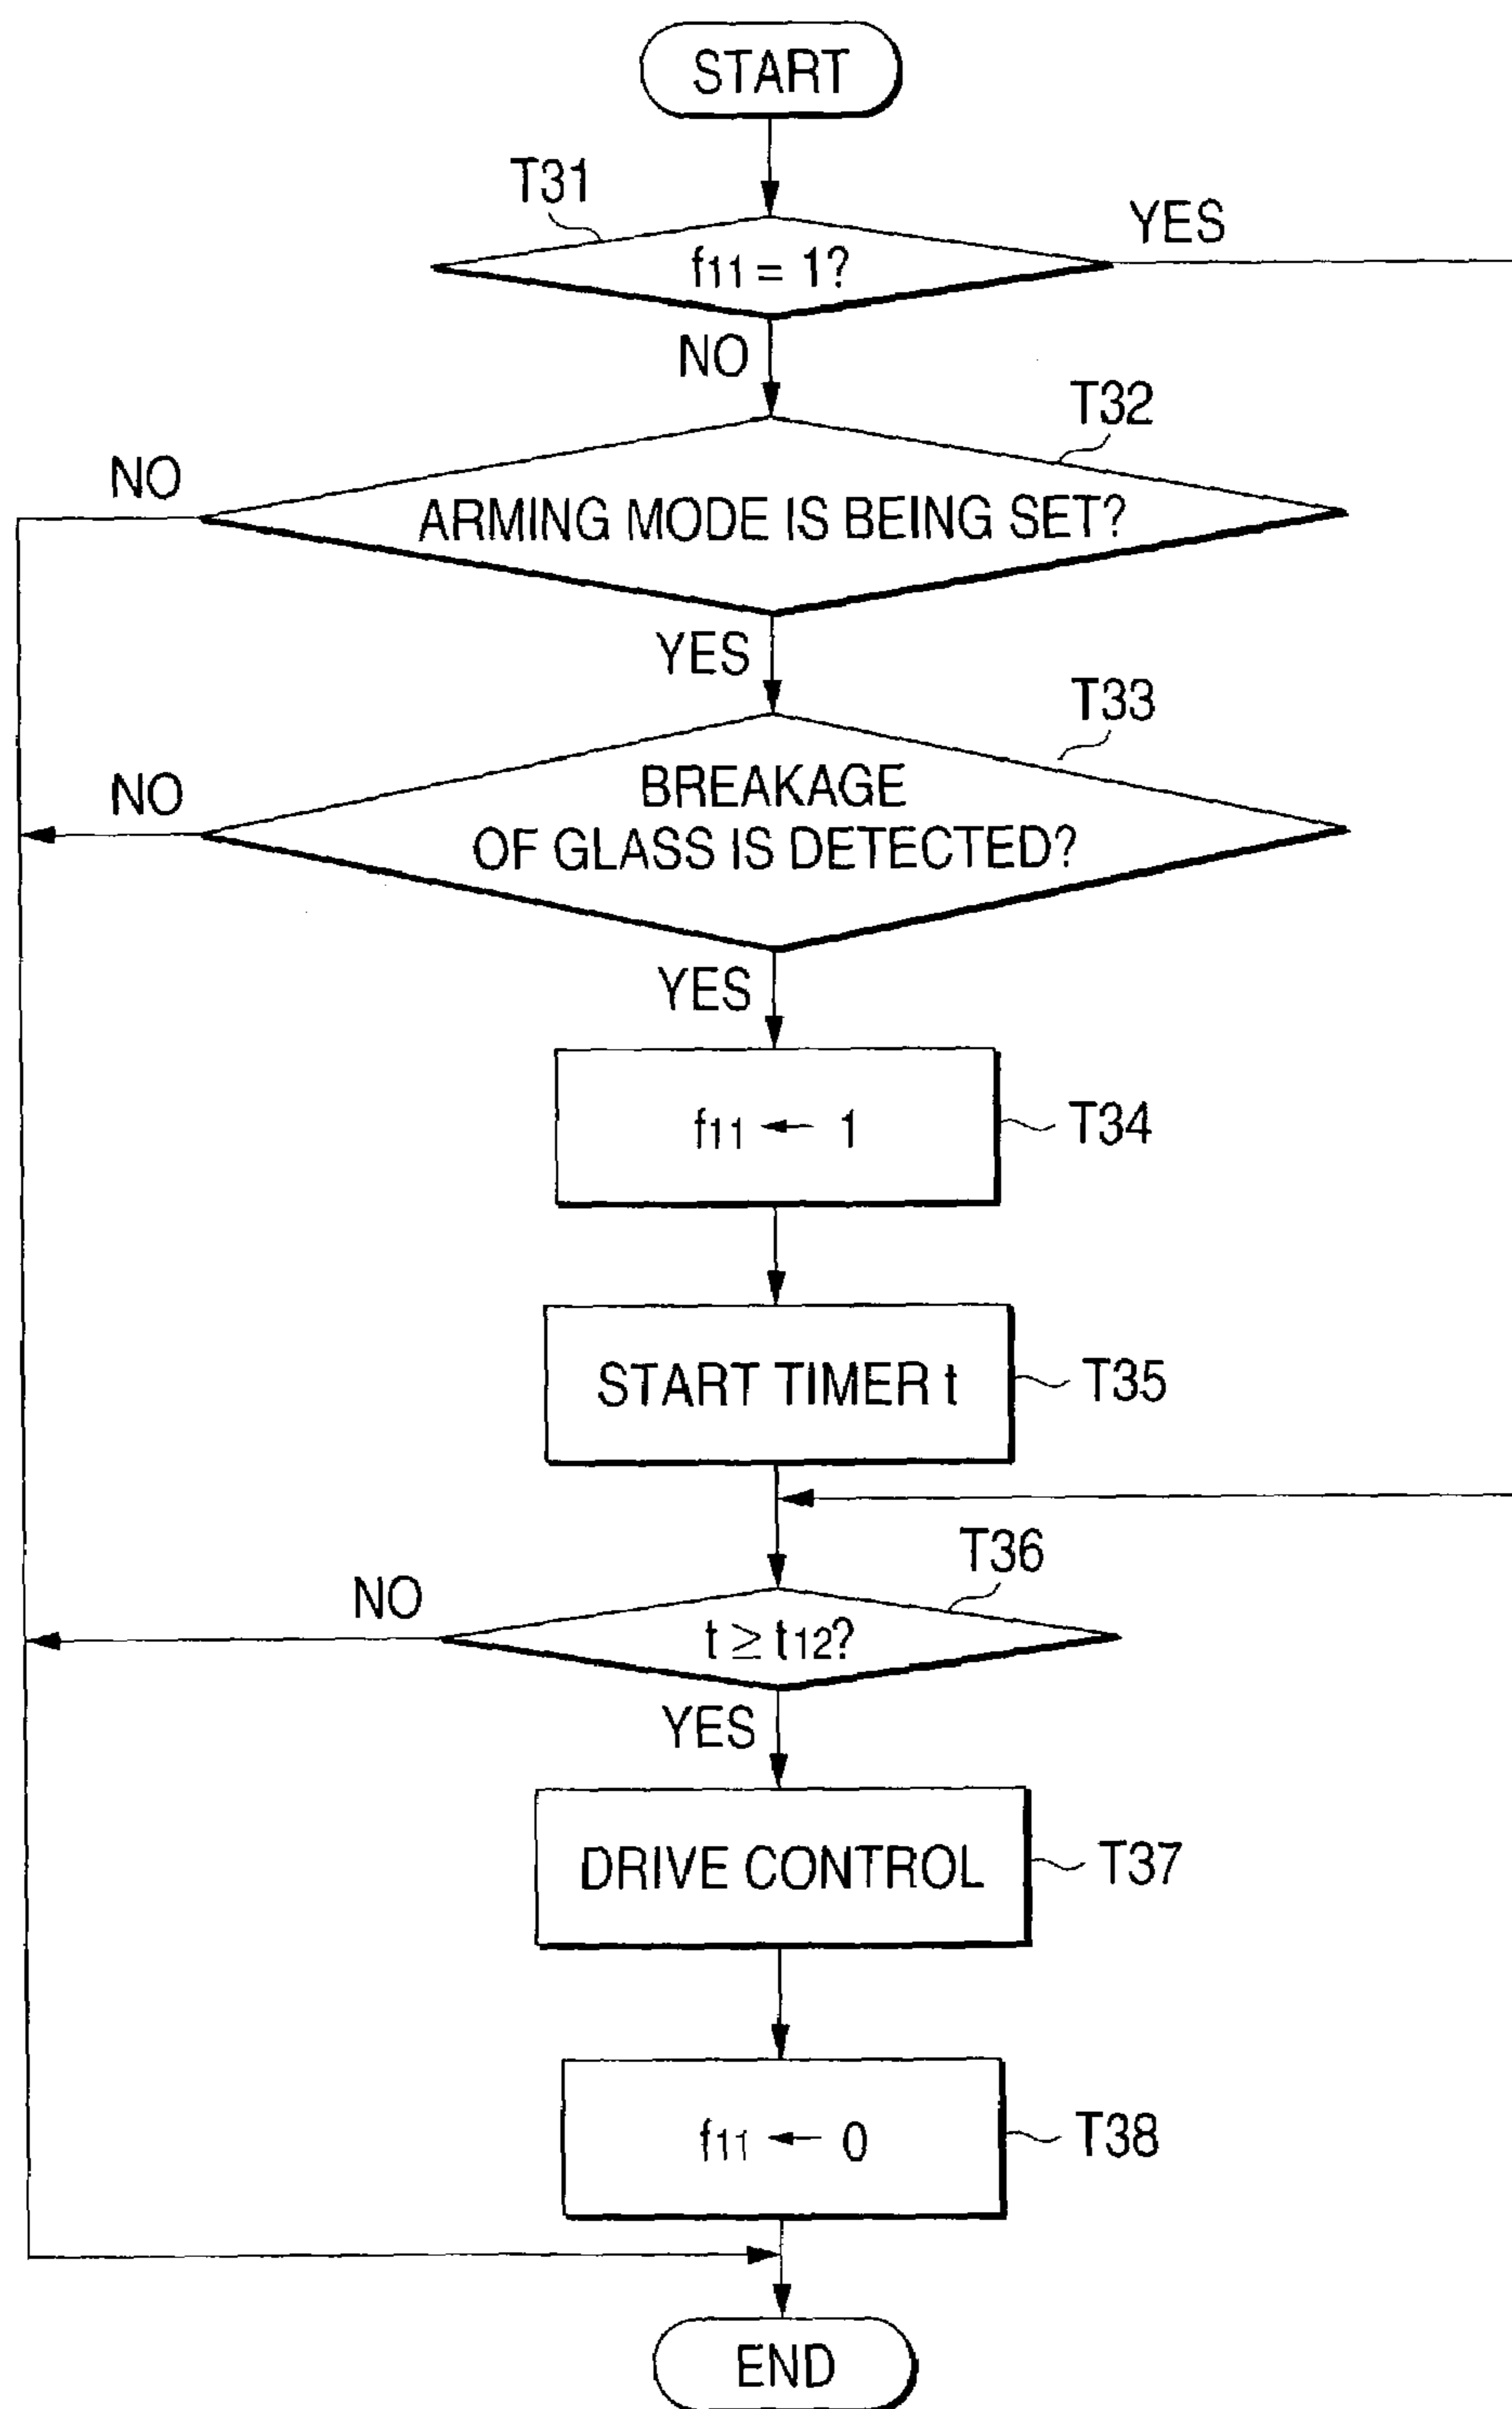 START
T31
YES
f11 = 1?
NO
T32
NO
ARMING MODE IS BEING SET?
YES
T33
NO
BREAKAGE
OF GLASS IS DETECTED?
YES
f11 ← 1
T34
START TIMER t
T35
T36
NO
t ≥ t12?
YES
DRIVE CONTROL
T37
f11 ← 0
T38
END